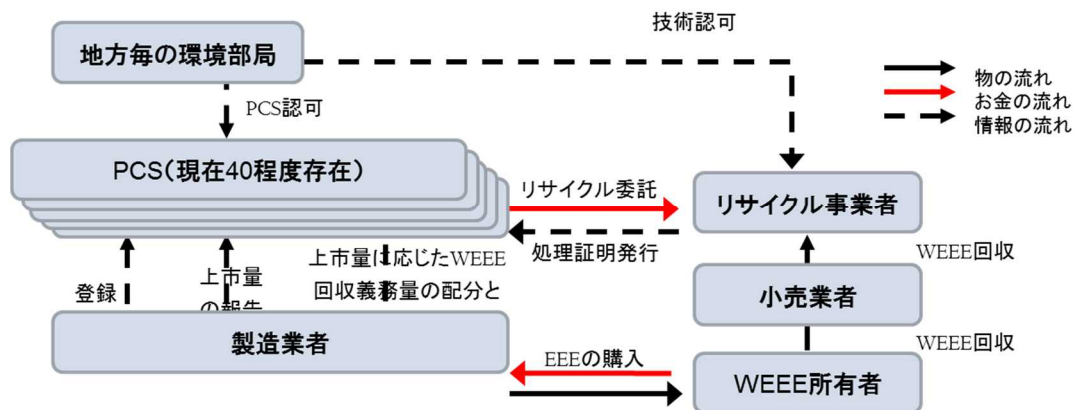 技術認可
地方毎の環境部局
物の流れ
お金の流れ
情報の流れ
PCS認可
PCS(現在40程度存在)
リサイクル委託
リサイクル事業者
処理証明発行
上市量に応じたWEEE
回収義務量の配分と
WEEE回収
登録
上市量
の報告
小売業者
製造業者
WEEE回収
EEEの購入
WEEE所有者